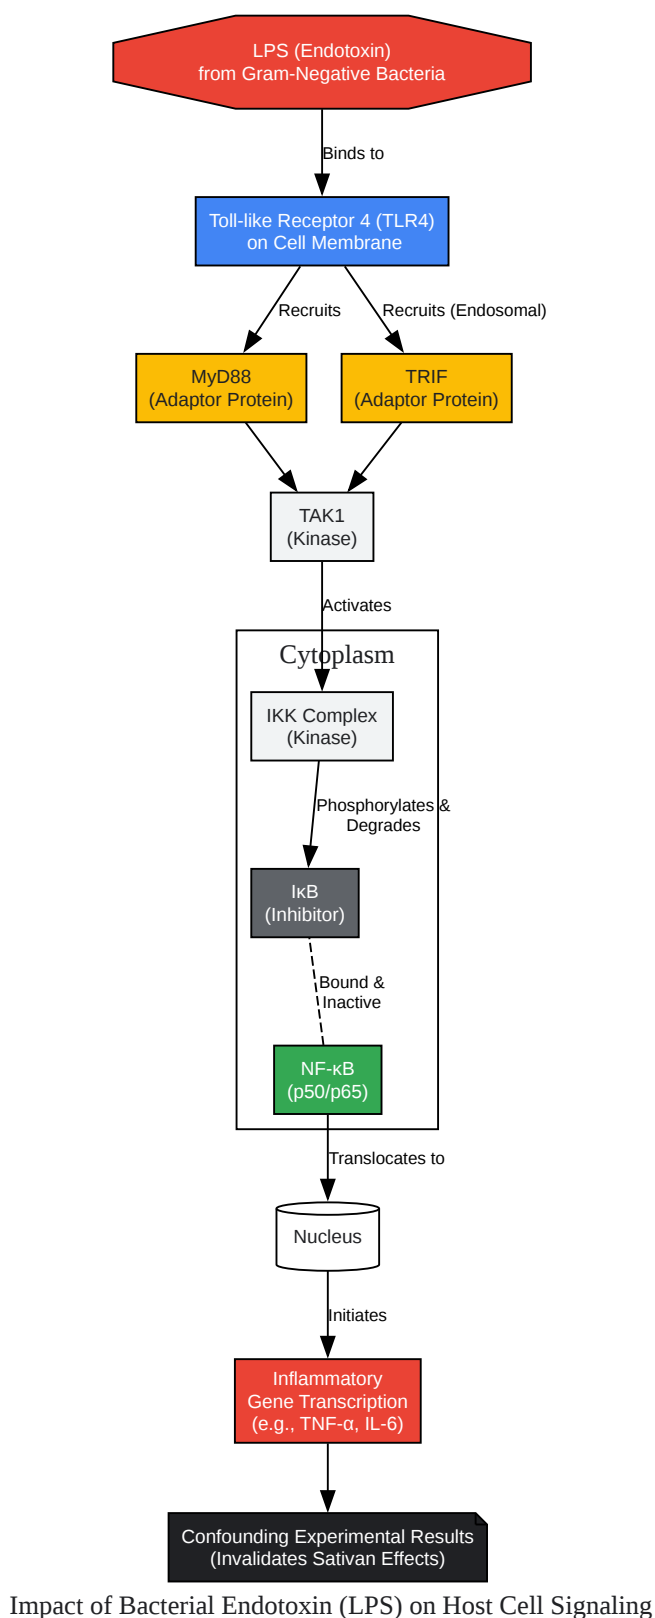 LPS (Endotoxin)
from Gram-Negative Bacteria
Binds to
Toll-like Receptor 4 (TLR4)
on Cell Membrane
Recruits
Recruits (Endosomal)
MyD88
(Adaptor Protein)
TRIF
(Adaptor Protein)
TAK1
(Kinase)
Activates
Cytoplasm
IKK Complex
(Kinase)
Phosphorylates &
Degrades
IκB
(Inhibitor)
Bound &
Inactive
NF-κB
(p50/p65)
Translocates to
Nucleus
Initiates
Inflammatory
Gene Transcription
(e.g., TNF-α, IL-6)
Confounding Experimental Results
(Invalidates Sativan Effects)
Impact of Bacterial Endotoxin (LPS) on Host Cell Signaling